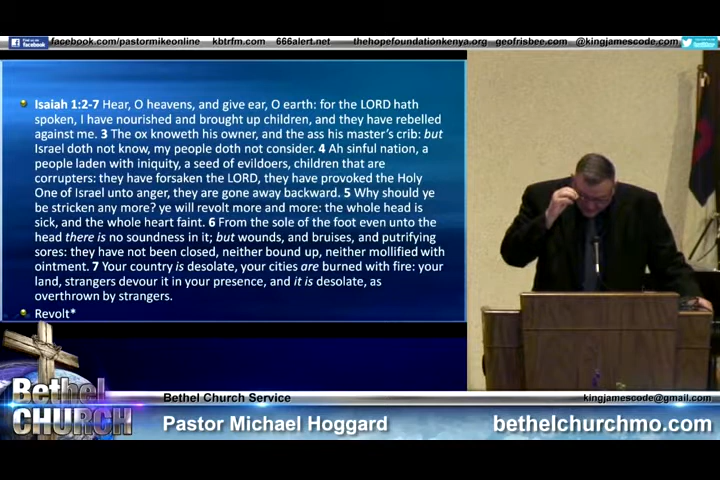 Find us on facebook
facebook.com/pastormikeonline kbtrfm.com 666alert.net thehopefoundationkenya.org geofrisbee.com @kingjamescode.com
Isaiah 1:2-7 Hear, O heavens, and give ear, O earth: for the LORD hath
spoken, I have nourished and brought up children, and they have rebelled
against me. 3 The ox knoweth his owner, and the ass his master's crib: but
Israel doth not know, my people doth not consider. 4 Ah sinful nation, a
people laden with iniquity, a seed of evildoers, children that are
corrupters: they have forsaken the LORD, they have provoked the Holy
One of Israel unto anger, they are gone away backward. 5 Why should ye
be stricken any more? ye will revolt more and more: the whole head is
sick, and the whole heart faint. 6 From the sole of the foot even unto the
head there is no soundness in it; but wounds, and bruises, and putrifying
sores: they have not been closed, neither bound up, neither mollified with
ointment. 7 Your country is desolate, your cities are burned with fire: your
land, strangers devour it in your presence, and it is desolate, as
overthrown by strangers.
Revolt*
Bethel
CHURCH
Bethel Church Service
kingjamescode@gmail.com
Pastor Michael Hoggard
bethelchurchmo.com